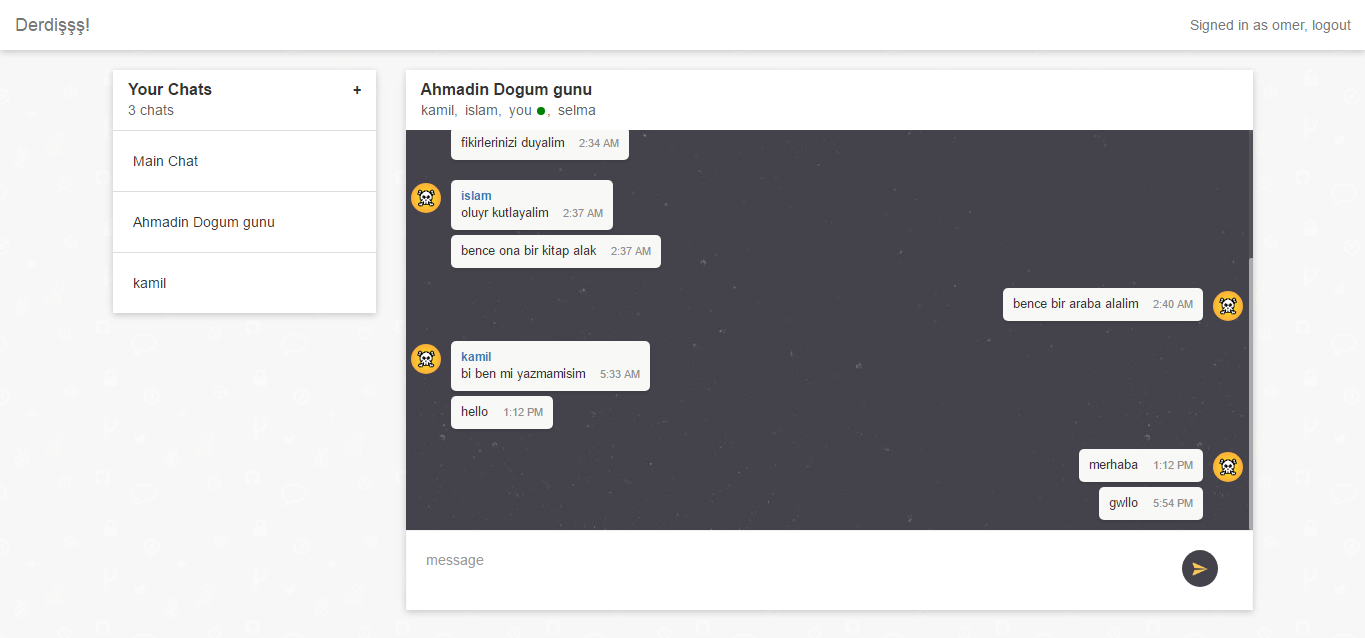 Derdişşş!
Signed in as omer, logout
Your Chats +
3 chats
Main Chat
Ahmadin Dogum gunu
kamil
Ahmadin Dogum gunu
kamil, islam, you , selma
fikirlerinizi duyalim 2:34 AM
islam
oluyr kutlayalim 2:37 AM
bence ona bir kitap alak 2:37 AM
bence bir araba alalim 2:40 AM
kamil
bi ben mi yazmamisim 5:33 AM
hello 1:12 PM
merhaba 1:12 PM
gwllo 5:54 PM
message